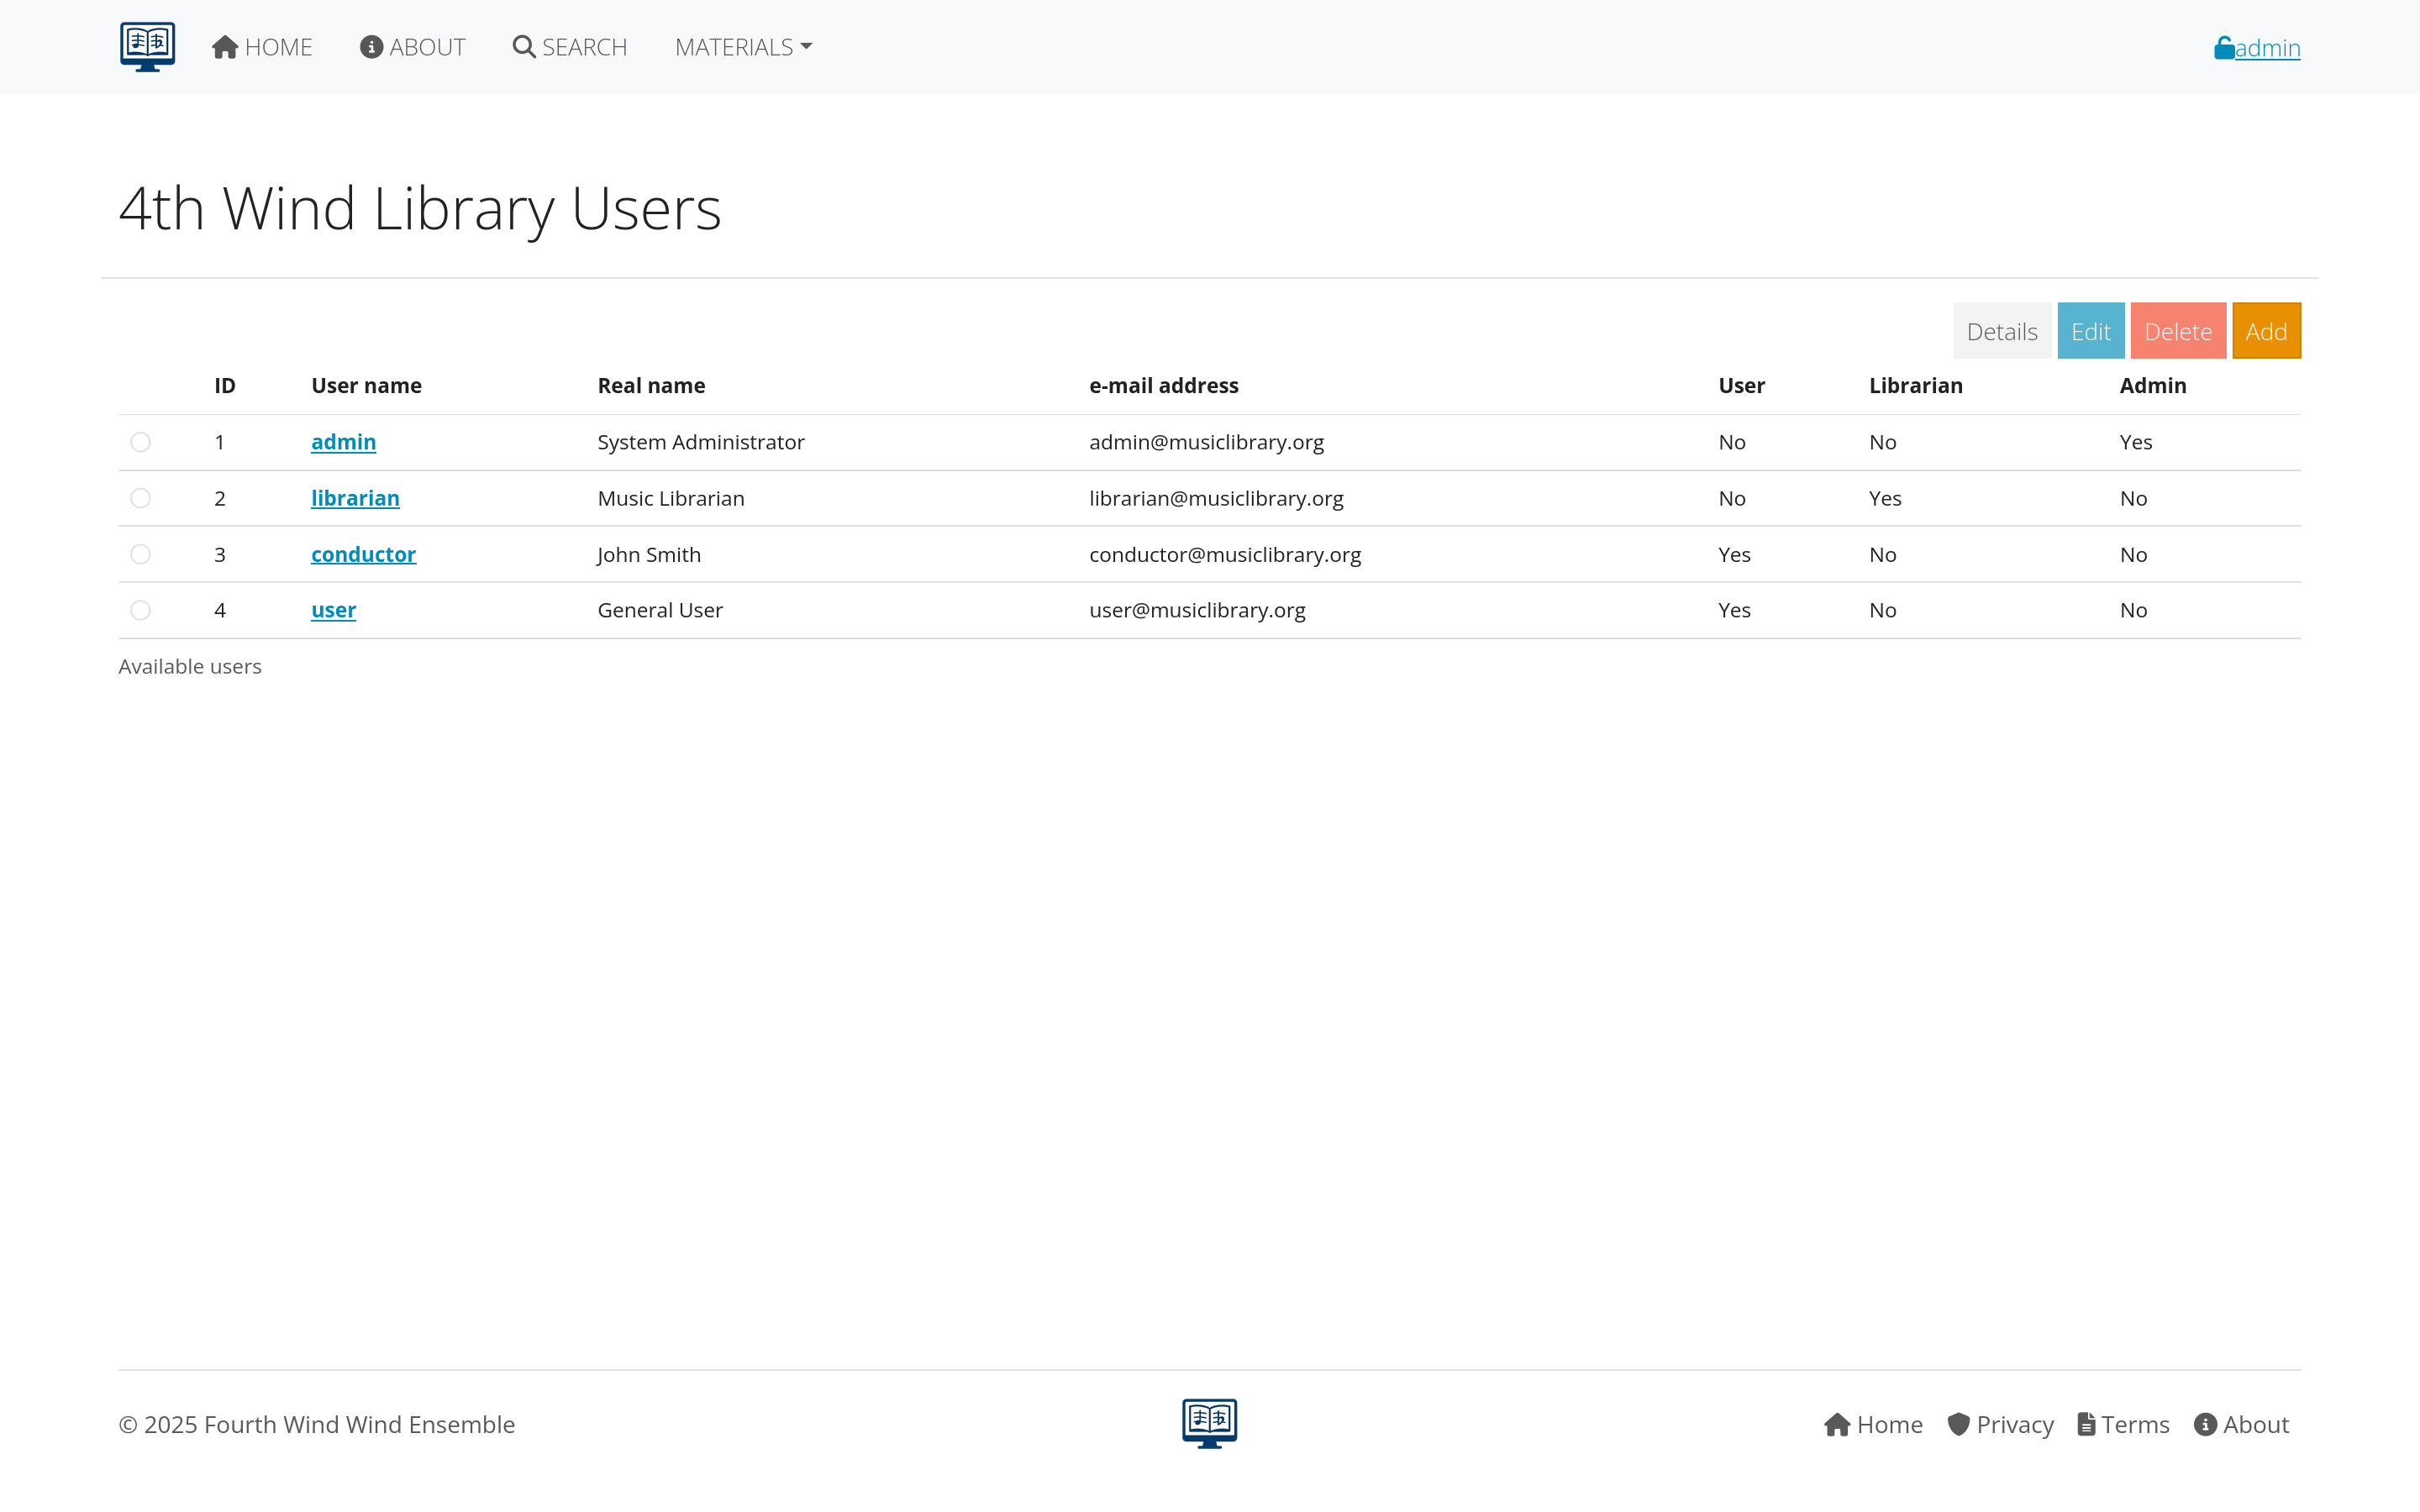 HOME ABOUT SEARCH MATERIALS admin
4th Wind Library Users
Details Edit Delete Add
ID User name Real name e-mail address User Librarian Admin
1 admin System Administrator admin@musiclibrary.org No No Yes
2 librarian Music Librarian librarian@musiclibrary.org No Yes No
3 conductor John Smith conductor@musiclibrary.org Yes No No
4 user General User user@musiclibrary.org Yes No No
Available users
© 2025 Fourth Wind Wind Ensemble Home Privacy Terms About